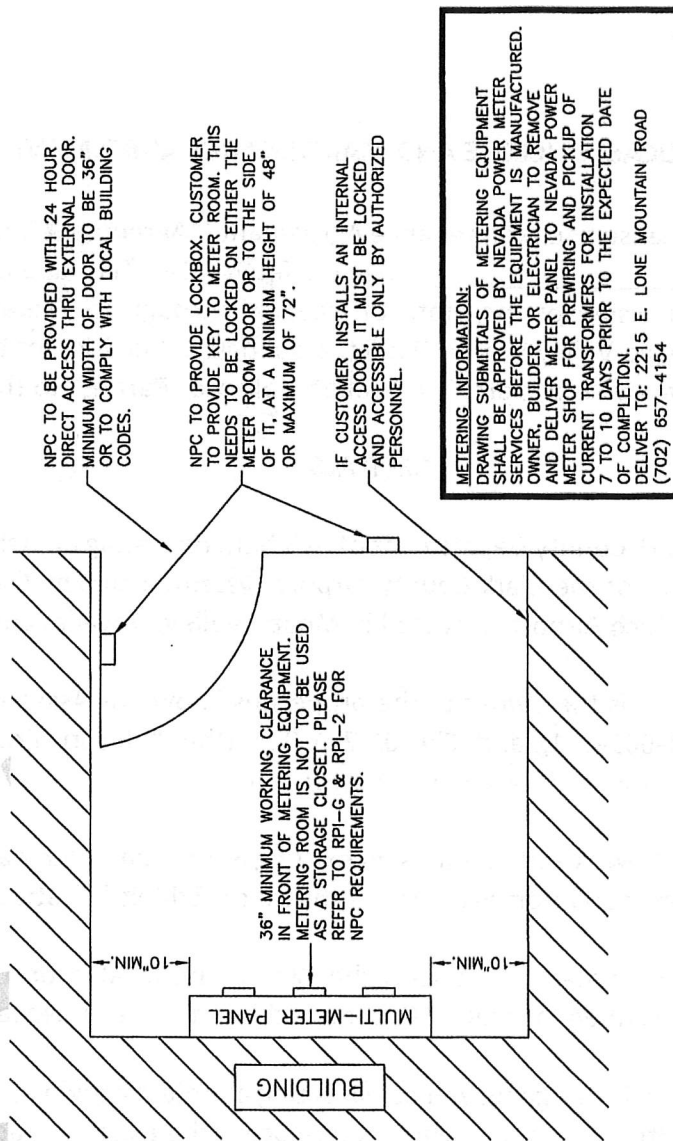 NPC TO BE PROVIDED WITH 24 HOUR
DIRECT ACCESS THRU EXTERNAL DOOR.
MINIMUM WIDTH OF DOOR TO BE 36"
OR TO COMPLY WITH LOCAL BUILDING
CODES.
NPC TO PROVIDE LOCKBOX. CUSTOMER
TO PROVIDE KEY TO METER ROOM. THIS
NEEDS TO BE LOCKED ON EITHER THE
METER ROOM DOOR OR TO THE SIDE
OF IT, AT A MINIMUM HEIGHT OF 48"
OR MAXIMUM OF 72".
IF CUSTOMER INSTALLS AN INTERNAL
ACCESS DOOR, IT MUST BE LOCKED
AND ACCESSIBLE ONLY BY AUTHORIZED
PERSONNEL.
METERING INFORMATION:
DRAWING SUBMITTALS OF METERING EQUIPMENT
SHALL BE APPROVED BY NEVADA POWER METER
SERVICES BEFORE THE EQUIPMENT IS MANUFACTURED.
OWNER, BUILDER, OR ELECTRICIAN TO REMOVE
AND DELIVER METER PANEL TO NEVADA POWER
METER SHOP FOR PREWIRING AND PICKUP OF
CURRENT TRANSFORMERS FOR INSTALLATION
7 TO 10 DAYS PRIOR TO THE EXPECTED DATE
OF COMPLETION.
DELIVER TO: 2215 E. LONE MOUNTAIN ROAD
(702) 657-4154
36" MINIMUM WORKING CLEARANCE
IN FRONT OF METERING EQUIPMENT.
METERING ROOM IS NOT TO BE USED
AS A STORAGE CLOSET. PLEASE
REFER TO RPI-G & RPI-2 FOR
NPC REQUIREMENTS.
10"MIN.
10"MIN.
MULTI-METER PANEL
BUILDING